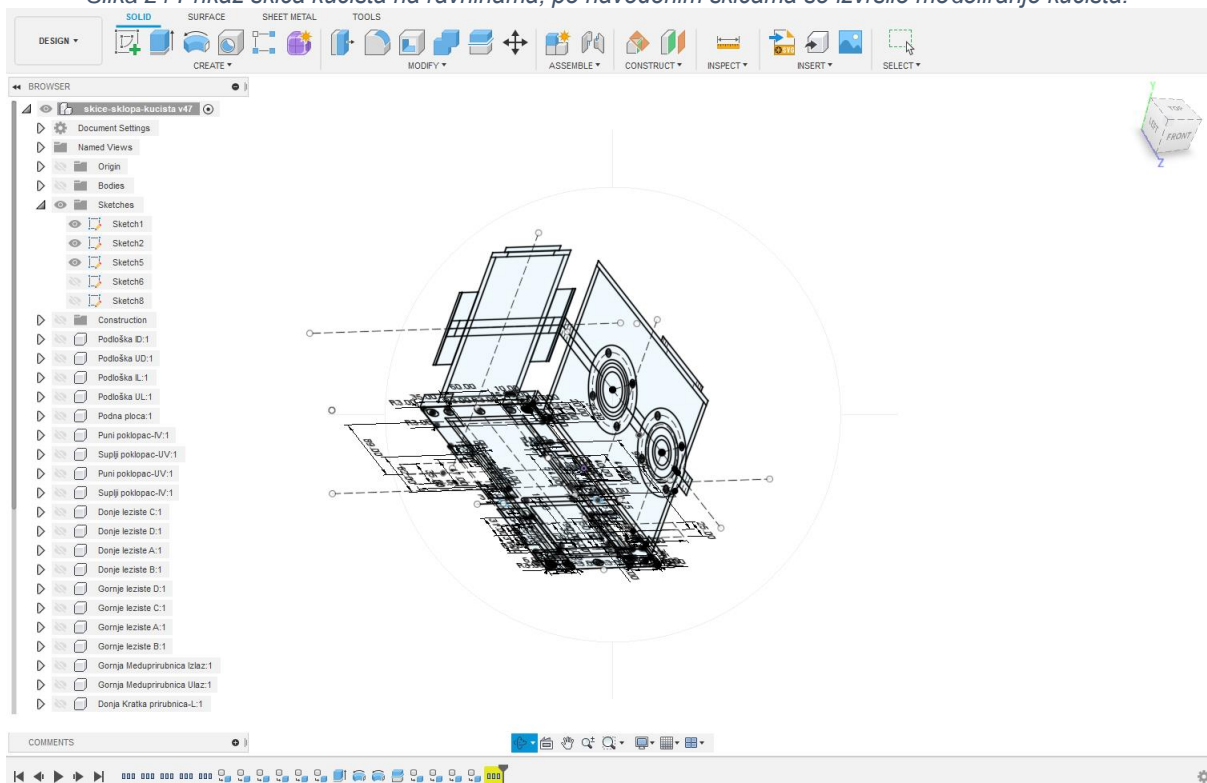 Slika 21 Prikaz skica kućišta na ravninama, po navedenim skicama se izvršilo modeliranje kućišta.
SOLID SURFACE SHEET METAL TOOLS
DESIGN
CREATE MODIFY ASSEMBLE CONSTRUCT INSPECT INSERT SELECT
BROWSER
skice-sklopa-kucista v47
Document Settings
Named Views
Origin
Bodies
Sketches
Sketch1
Sketch2
Sketch5
Sketch6
Sketch8
Construction
Podloška ID:1
Podloška UD:1
Podloška IL:1
Podloška UL:1
Podna ploca:1
Puni poklopac-IV:1
Suplji poklopac-UV:1
Puni poklopac-UV:1
Suplji poklopac-IV:1
Donje leziste C:1
Donje leziste D:1
Donje leziste A:1
Donje leziste B:1
Gornje leziste D:1
Gornje leziste C:1
Gornje leziste A:1
Gornje leziste B:1
Gornja Meduprirubnica Izlaz:1
Gornja Meduprirubnica Ulaz:1
Donja Kratka prirubnica-L:1
COMMENTS
TOP
LEFT
FRONT
Y
Z